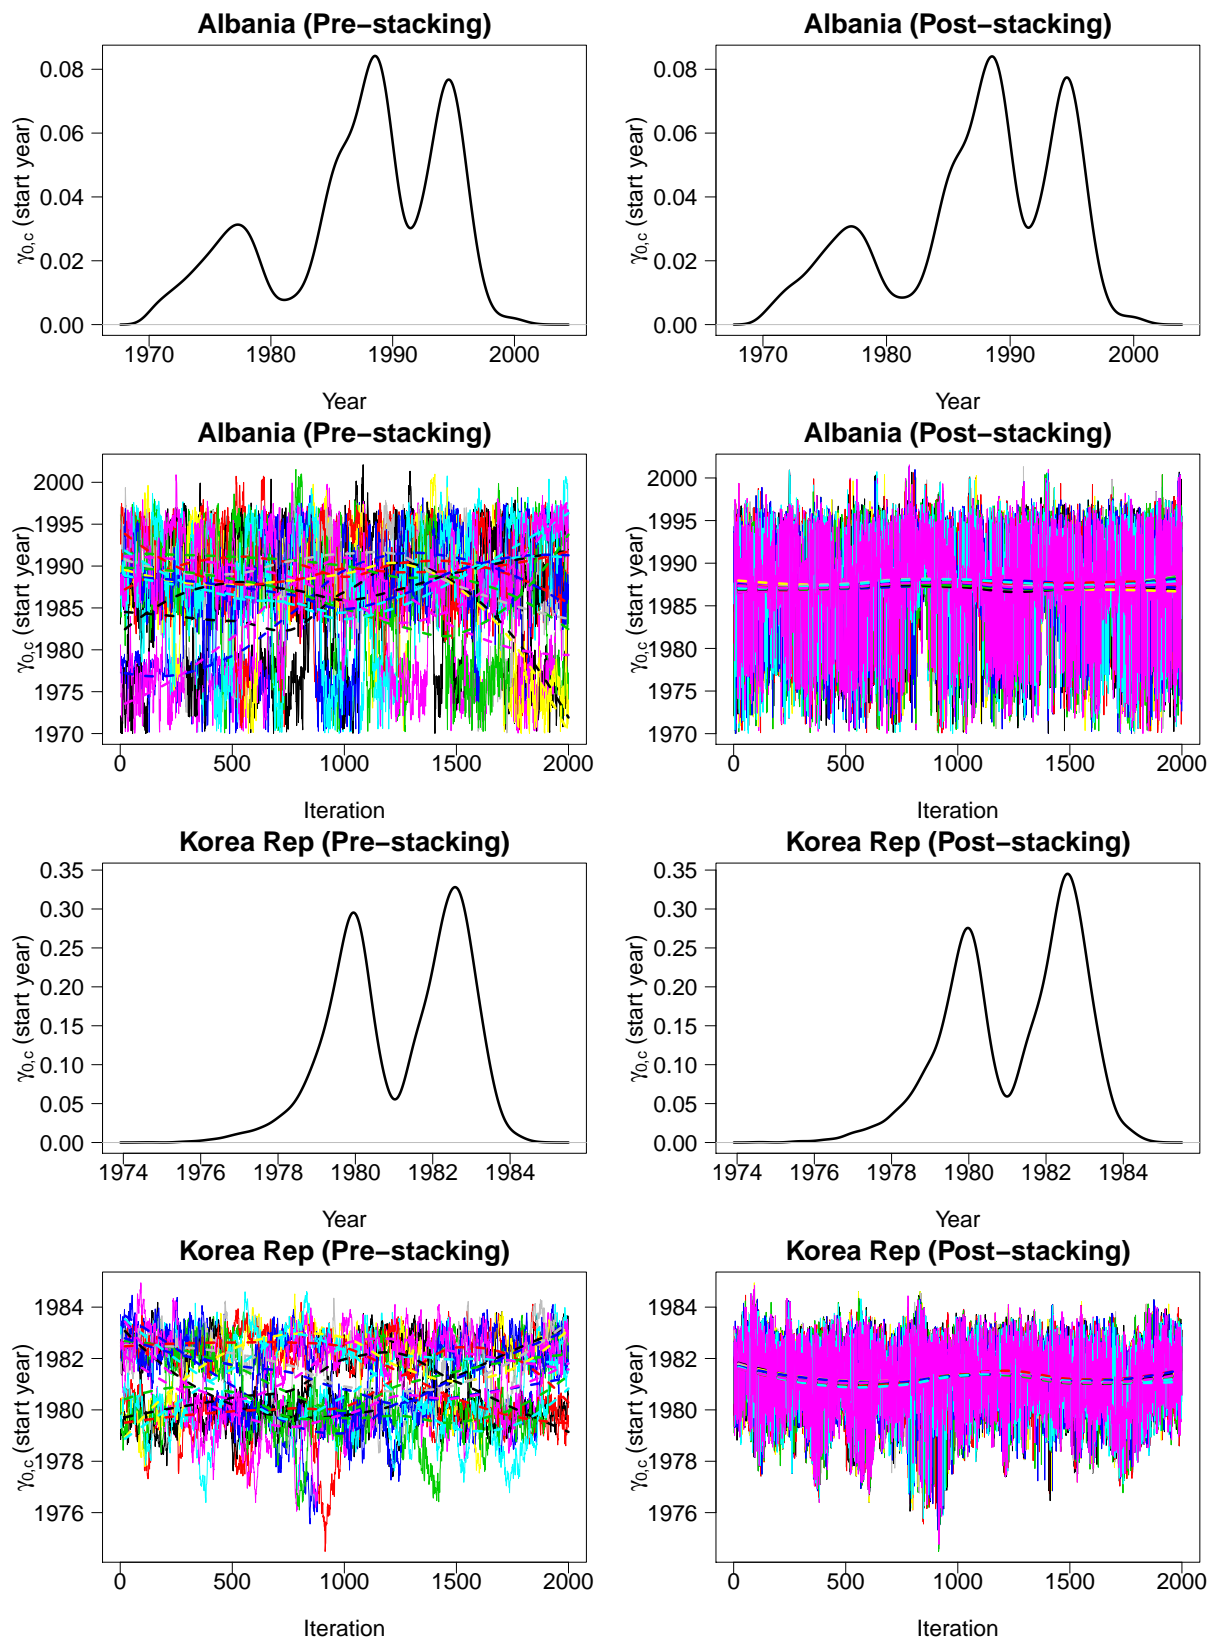 Albania (Pre−stacking)
γ0,c (start year)
0.08
0.06
0.04
0.02
0.00
1970 1980 1990 2000
Year
Albania (Post−stacking)
γ0,c (start year)
0.08
0.06
0.04
0.02
0.00
1970 1980 1990 2000
Year
Albania (Pre−stacking)
γ0,c (start year)
2000
1995
1990
1985
1980
1975
1970
0 500 1000 1500 2000
Iteration
Albania (Post−stacking)
γ0,c (start year)
2000
1995
1990
1985
1980
1975
1970
0 500 1000 1500 2000
Iteration
Korea Rep (Pre−stacking)
γ0,c (start year)
0.35
0.30
0.25
0.20
0.15
0.10
0.05
0.00
1974 1976 1978 1980 1982 1984
Year
Korea Rep (Post−stacking)
γ0,c (start year)
0.35
0.30
0.25
0.20
0.15
0.10
0.05
0.00
1974 1976 1978 1980 1982 1984
Year
Korea Rep (Pre−stacking)
γ0,c (start year)
1984
1982
1980
1978
1976
0 500 1000 1500 2000
Iteration
Korea Rep (Post−stacking)
γ0,c (start year)
1984
1982
1980
1978
1976
0 500 1000 1500 2000
Iteration